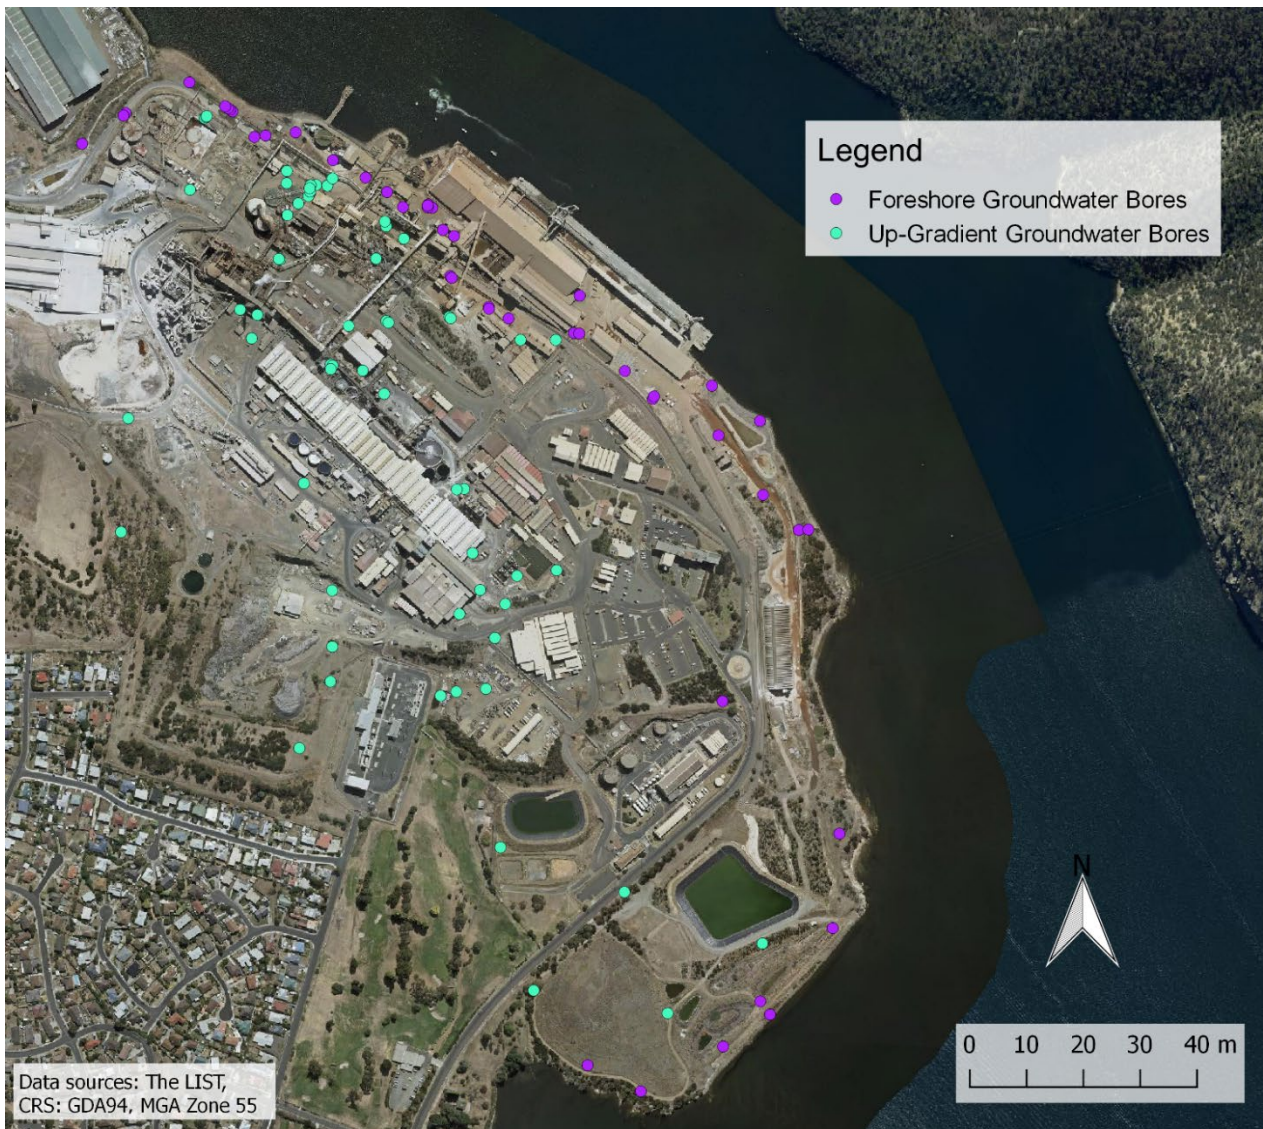 Legend
Foreshore Groundwater Bores
Up-Gradient Groundwater Bores
N
0 10 20 30 40 m
Data sources: The LIST,
CRS: GDA94, MGA Zone 55